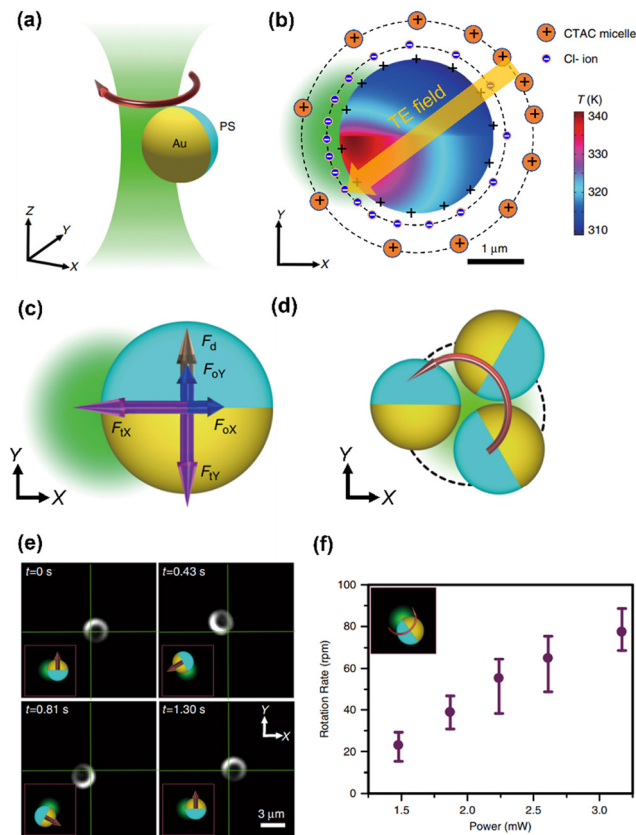 (a)
PS
Au
Z
Y
X
(b)
CTAC micelle
Cl- ion
TE field
T (K)
340
330
320
310
Y
X
1 μm
(c)
Fd
FoY
FtX
FoX
FtY
Y
X
(d)
(e)
t=0 s
t=0.43 s
t=0.81 s
t=1.30 s
Y
X
3 μm
(f)
100
80
60
40
20
0
Rotation Rate (rpm)
1.5
2.0
2.5
3.0
Power (mW)